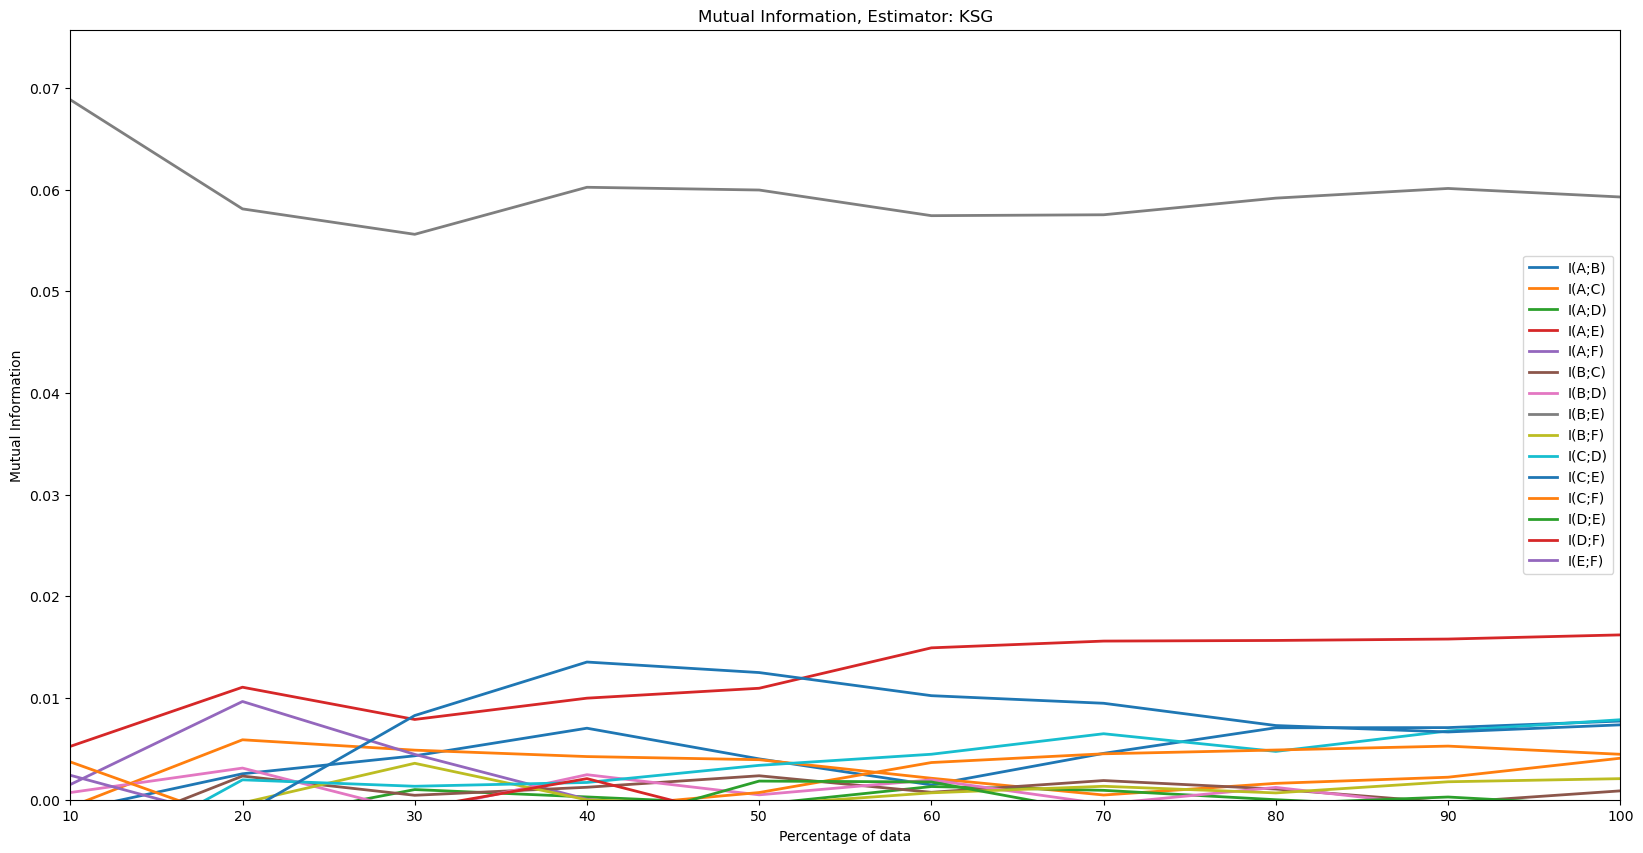 Mutual Information, Estimator: KSG
0.07
0.06
0.05
0.04
0.03
0.02
0.01
0.00
Mutual Information
10 20 30 40 50 60 70 80 90 100
Percentage of data
I(A;B)
I(A;C)
I(A;D)
I(A;E)
I(A;F)
I(B;C)
I(B;D)
I(B;E)
I(B;F)
I(C;D)
I(C;E)
I(C;F)
I(D;E)
I(D;F)
I(E;F)